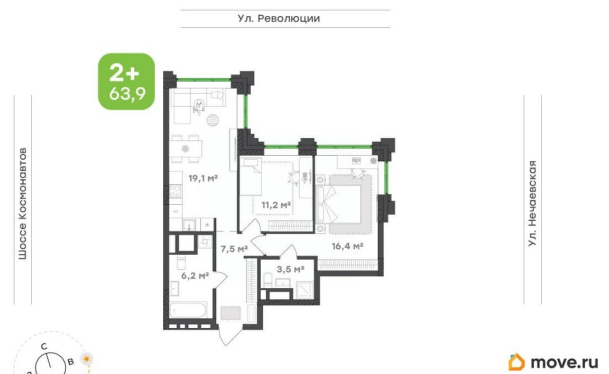 Ул. Революции
2+
63,9
Шоссе Космонавтов
Ул. Нечаевская
19,1 м²
11,2 м²
16,4 м²
7,5 м²
6,2 м²
3,5 м²
С
В
move.ru